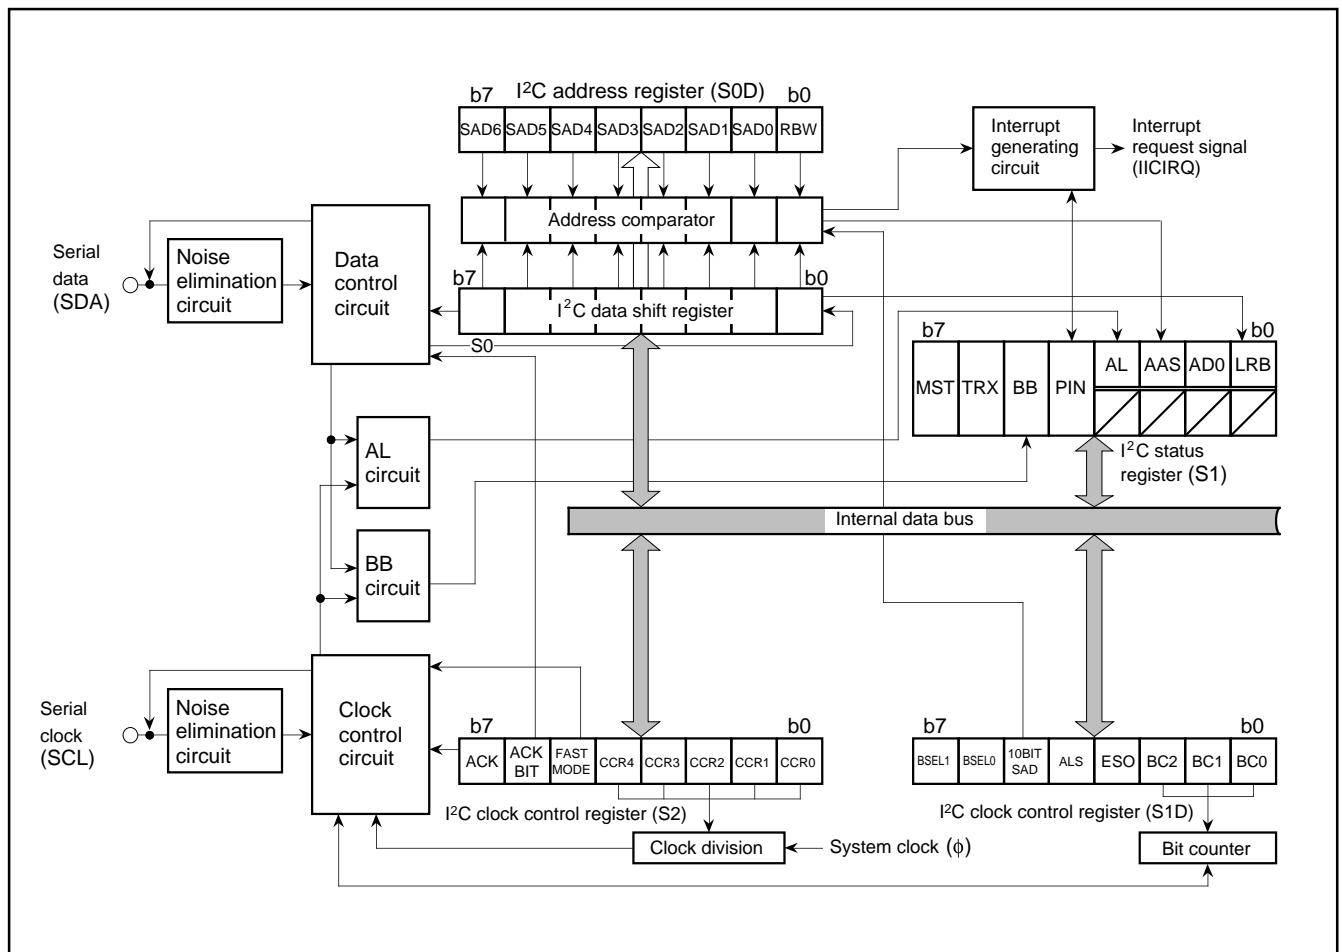 I²C address register (S0D)
b7 b0
SAD6 SAD5 SAD4 SAD3 SAD2 SAD1 SAD0 RBW
Interrupt
generating
circuit
Interrupt
request signal
(IICIRQ)
Address comparator
Serial
data
(SDA)
Noise
elimination
circuit
Data
control
circuit
b7 b0
I²C data shift register
S0
b7 b0
MST TRX BB PIN AL AAS AD0 LRB
I²C status
register (S1)
AL
circuit
Internal data bus
BB
circuit
Serial
clock
(SCL)
Noise
elimination
circuit
Clock
control
circuit
b7 b0
ACK ACK BIT FAST MODE CCR4 CCR3 CCR2 CCR1 CCR0
I²C clock control register (S2)
Clock division
System clock (ϕ)
b7 b0
BSEL1 BSEL0 10BIT SAD ALS ESO BC2 BC1 BC0
I²C clock control register (S1D)
Bit counter